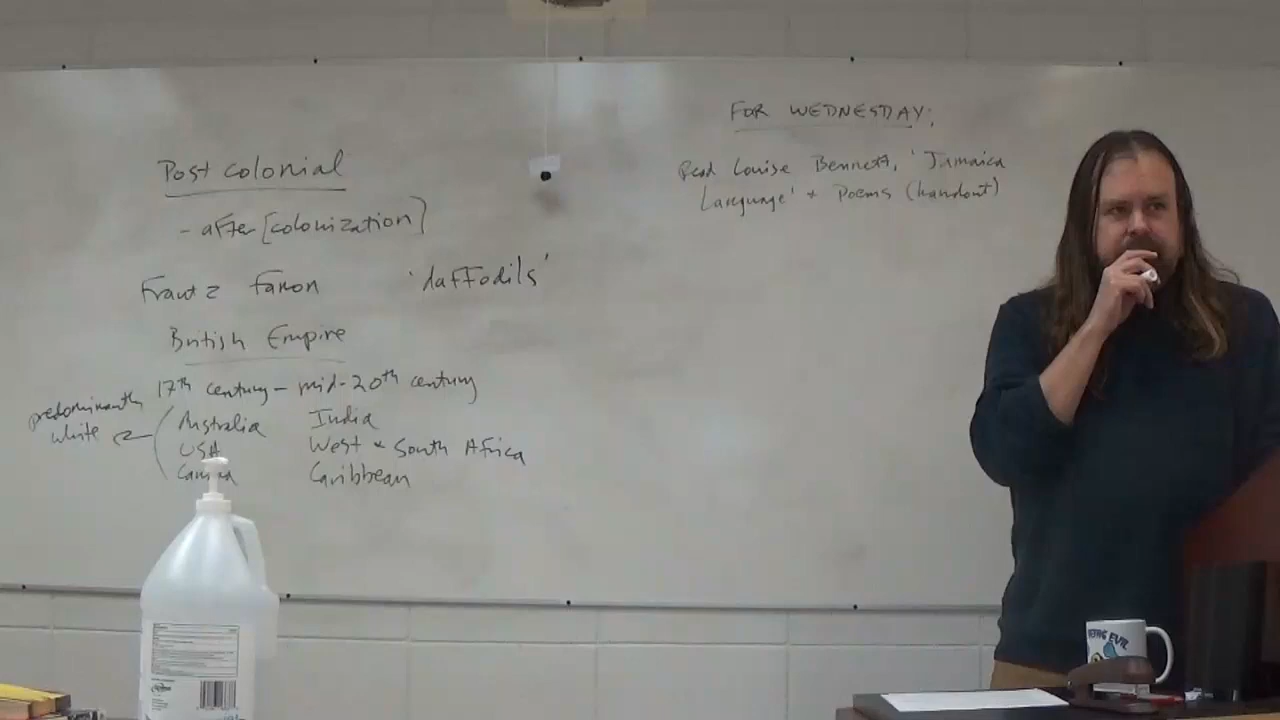 Post colonial
- after [colonization]
Frantz Fanon 'daffodils'
British Empire
17th century - mid-20th century
predominantly
white
Australia India
USA West + South Africa
Canada Caribbean
FOR WEDNESDAY:
Read Louise Bennett, 'Jamaica
Language' + Poems (handout)